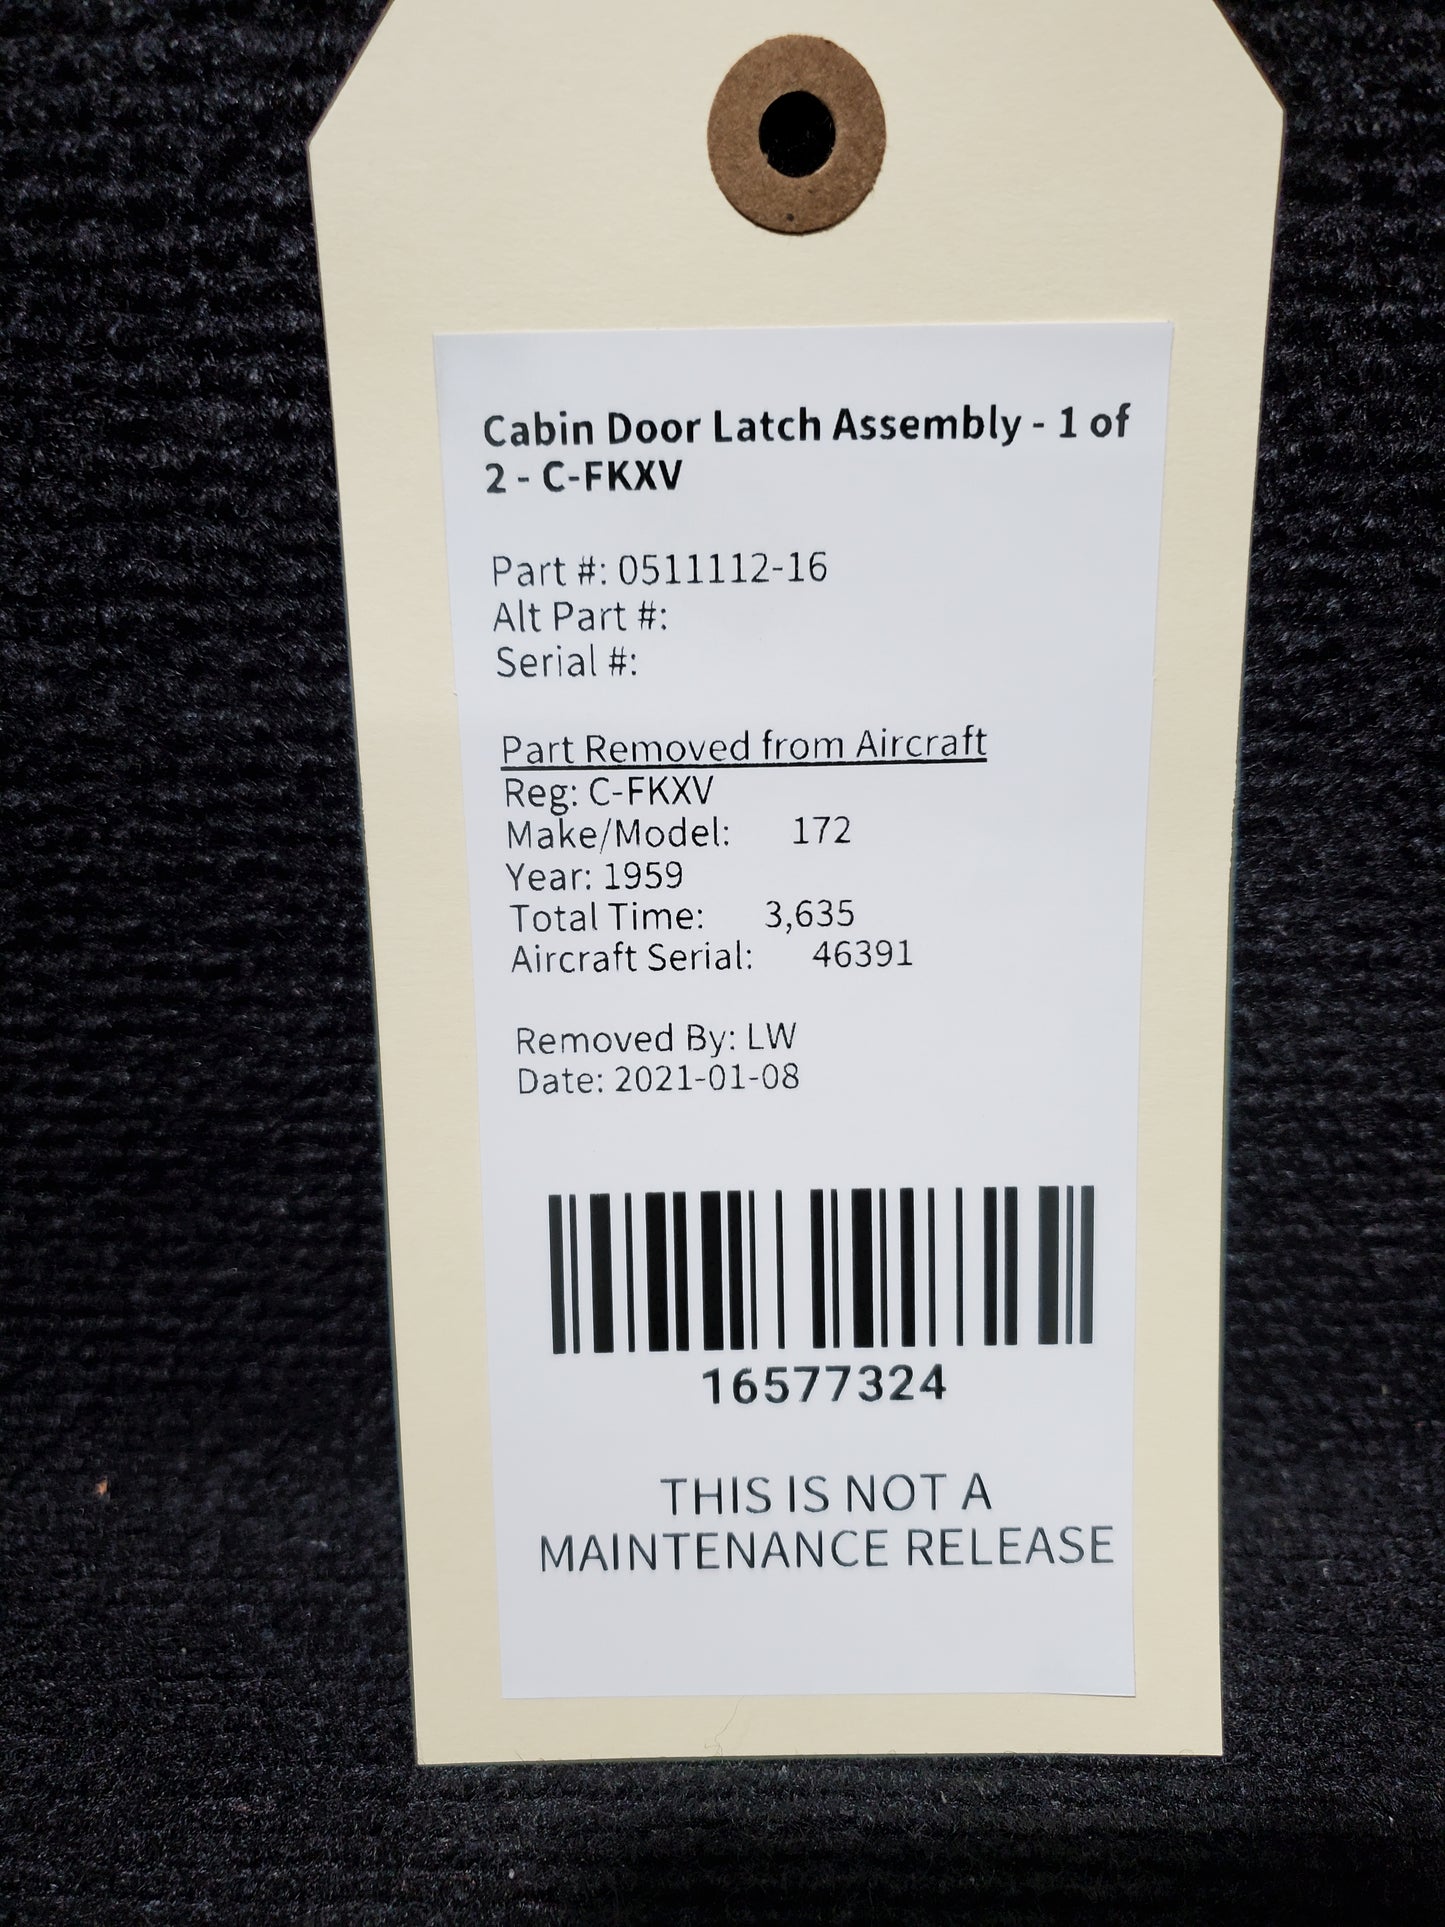 Cabin Door Latch Assembly - 1 of
2 - C-FKXV
Part #: 0511112-16
Alt Part #:
Serial #:
Part Removed from Aircraft
Reg: C-FKXV
Make/Model: 172
Year: 1959
Total Time: 3,635
Aircraft Serial: 46391
Removed By: LW
Date: 2021-01-08
16577324
THIS IS NOT A
MAINTENANCE RELEASE